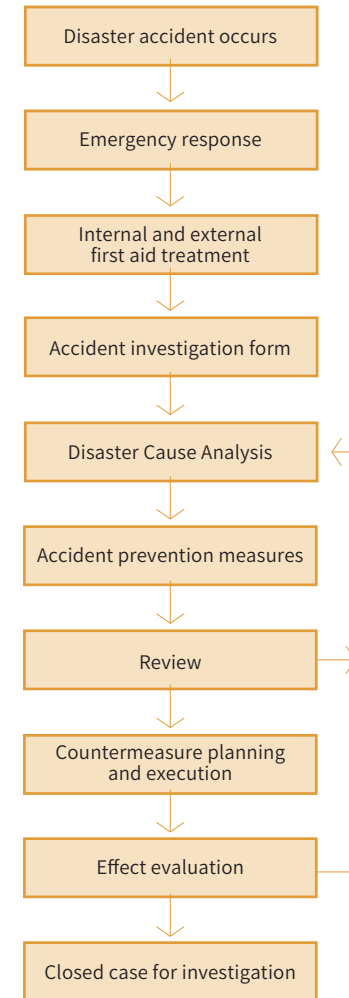 Disaster accident occurs
Emergency response
Internal and external
first aid treatment
Accident investigation form
Disaster Cause Analysis
Accident prevention measures
Review
Countermeasure planning
and execution
Effect evaluation
Closed case for investigation